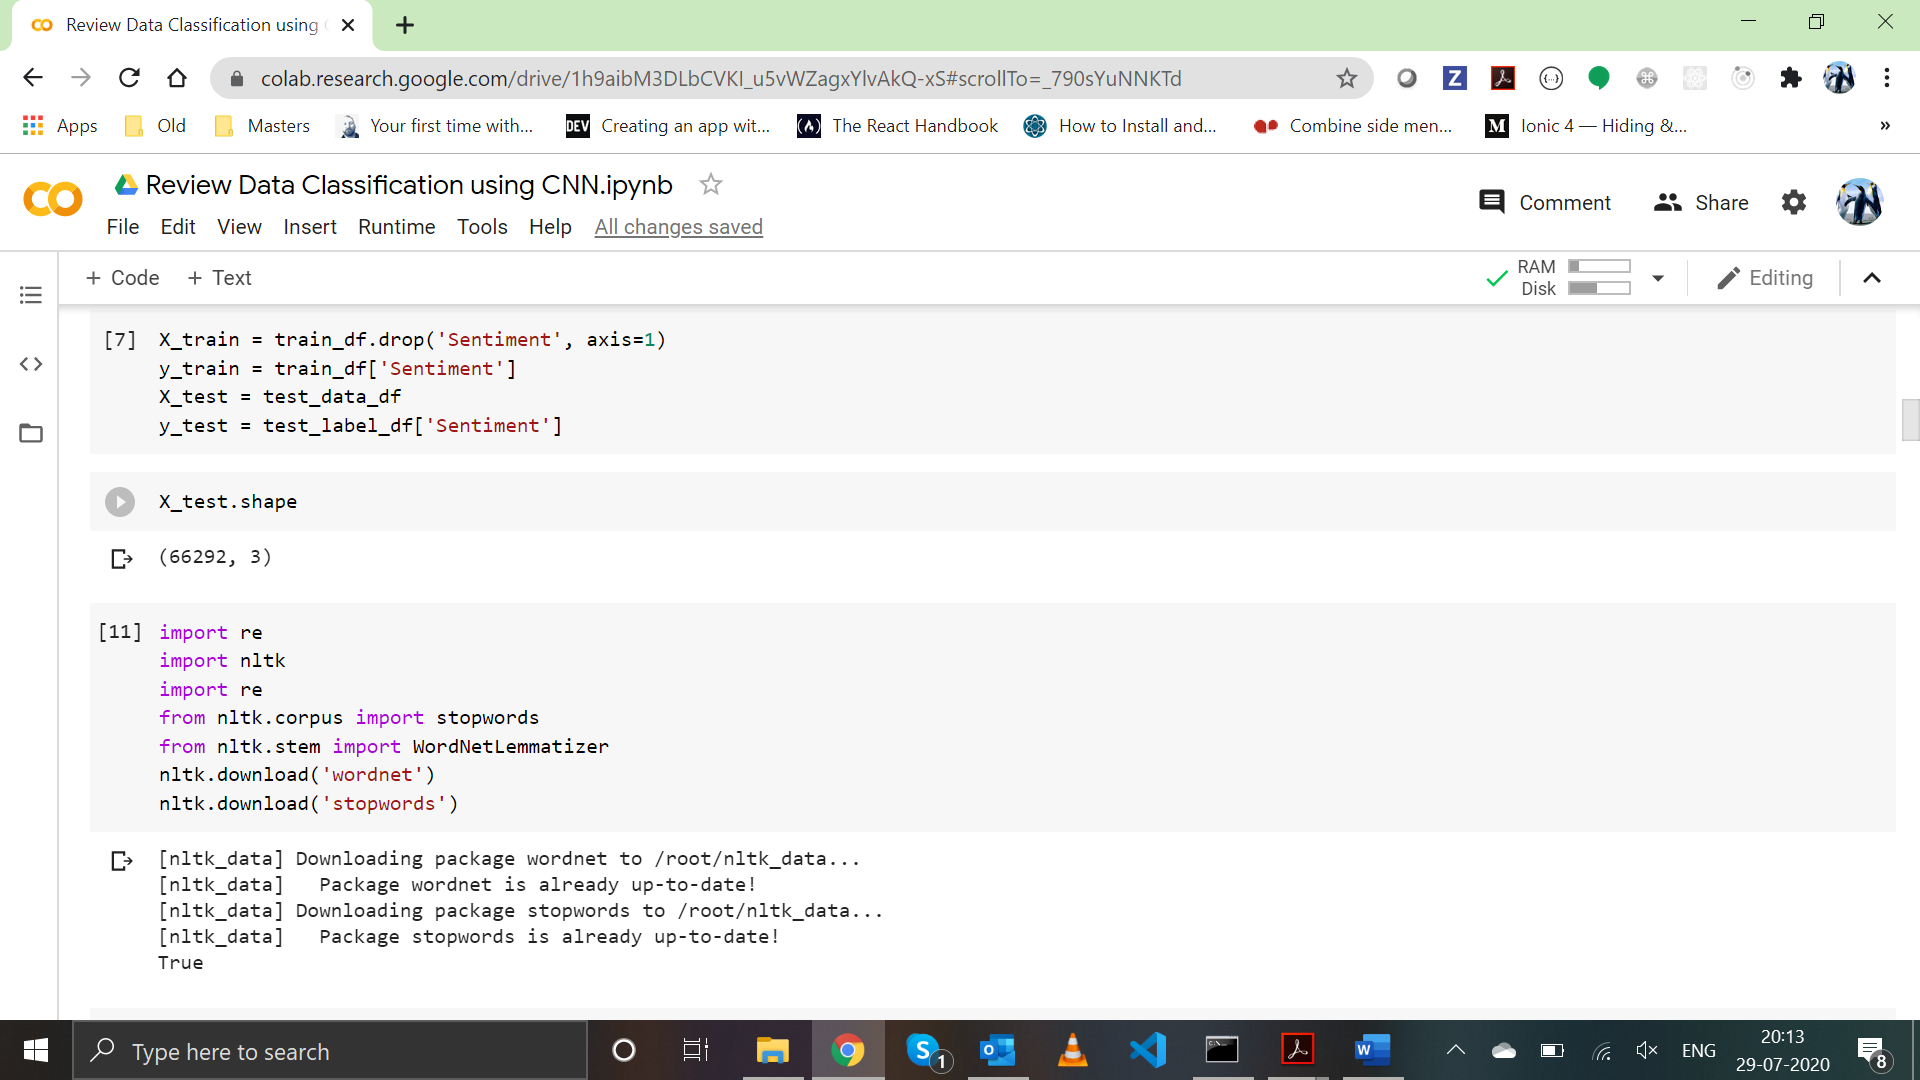 Review Data Classification using
colab.research.google.com/drive/1h9aibM3DLbCVKI_u5vWZagxYlvAkQ-xS#scrollTo=_790sYuNNKTd
Z
Apps Old Masters Your first time with... DEV Creating an app wit... The React Handbook How to Install and... Combine side men... M Ionic 4 — Hiding &... »
Review Data Classification using CNN.ipynb
Comment Share
File Edit View Insert Runtime Tools Help All changes saved
+ Code + Text
RAM
Disk
Editing
[7] X_train = train_df.drop('Sentiment', axis=1)
y_train = train_df['Sentiment']
X_test = test_data_df
y_test = test_label_df['Sentiment']
X_test.shape
(66292, 3)
[11] import re
import nltk
import re
from nltk.corpus import stopwords
from nltk.stem import WordNetLemmatizer
nltk.download('wordnet')
nltk.download('stopwords')
[nltk_data] Downloading package wordnet to /root/nltk_data...
[nltk_data]   Package wordnet is already up-to-date!
[nltk_data] Downloading package stopwords to /root/nltk_data...
[nltk_data]   Package stopwords is already up-to-date!
True
Type here to search
S 1
ENG
20:13
29-07-2020
8